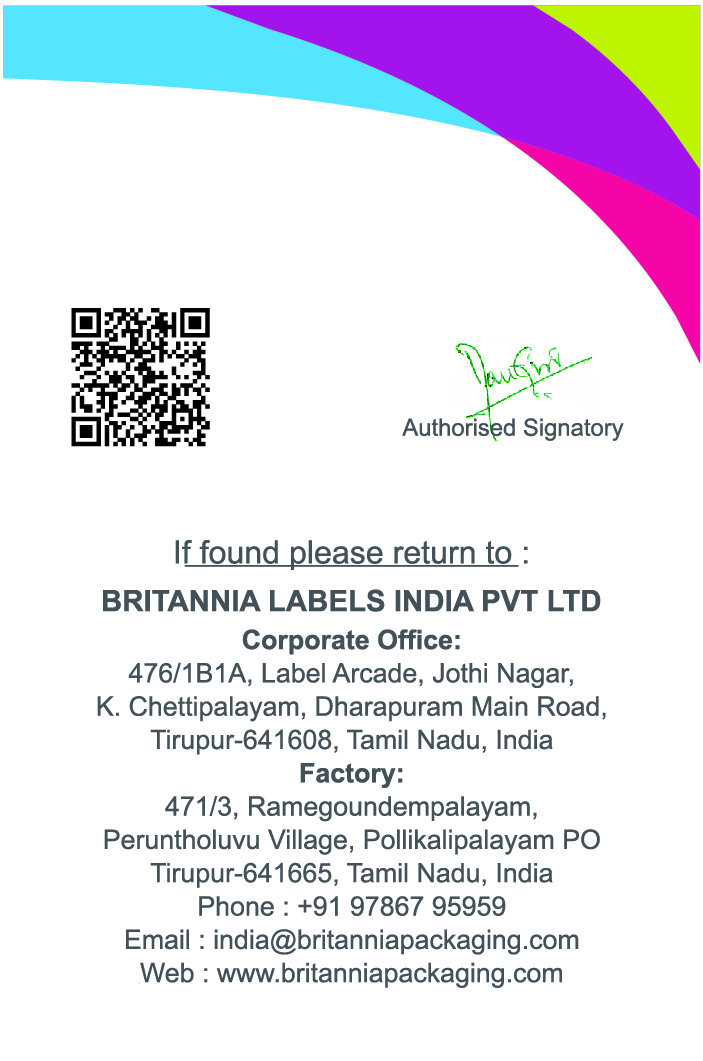 Authorised Signatory
If found please return to :
BRITANNIA LABELS INDIA PVT LTD
Corporate Office:
476/1B1A, Label Arcade, Jothi Nagar,
K. Chettipalayam, Dharapuram Main Road,
Tirupur-641608, Tamil Nadu, India
Factory:
471/3, Ramegoundempalayam,
Peruntholuvu Village, Pollikalipalayam PO
Tirupur-641665, Tamil Nadu, India
Phone : +91 97867 95959
Email : india@britanniapackaging.com
Web : www.britanniapackaging.com